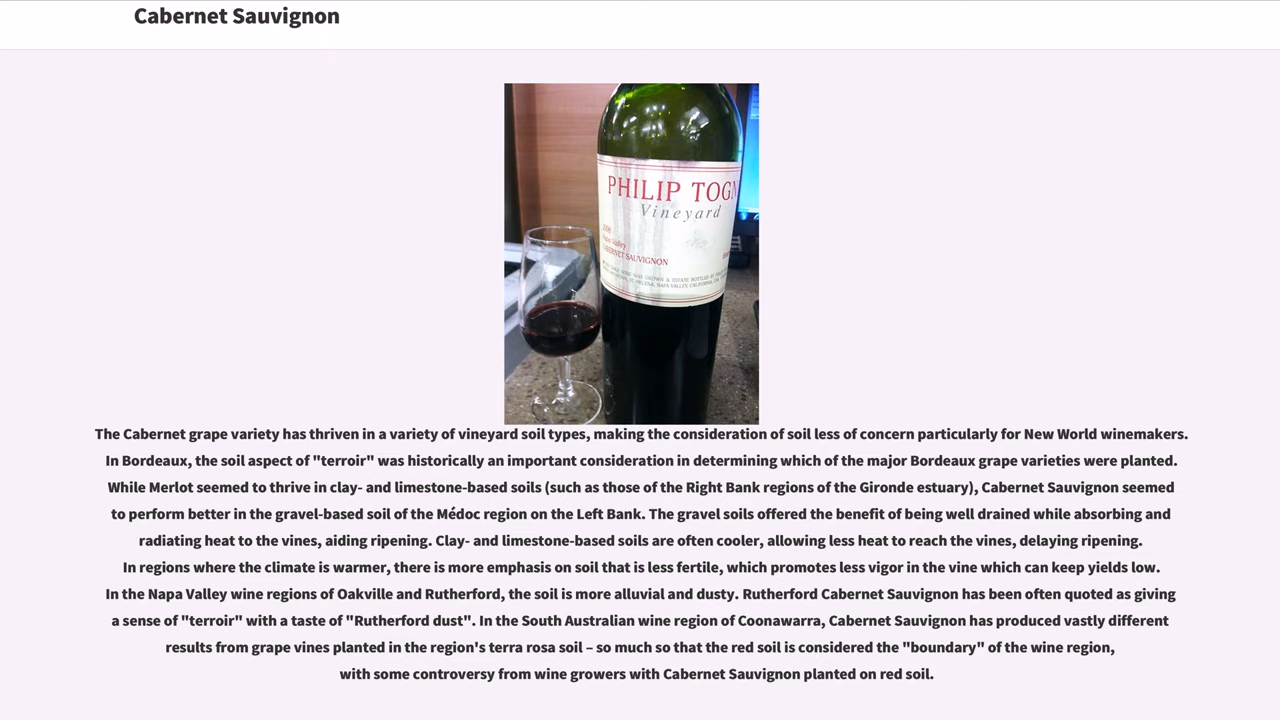 Cabernet Sauvignon
PHILIP TOGN
Vineyard
Napa Valley
CABERNET SAUVIGNON
The Cabernet grape variety has thriven in a variety of vineyard soil types, making the consideration of soil less of concern particularly for New World winemakers.
In Bordeaux, the soil aspect of "terroir" was historically an important consideration in determining which of the major Bordeaux grape varieties were planted.
While Merlot seemed to thrive in clay- and limestone-based soils (such as those of the Right Bank regions of the Gironde estuary), Cabernet Sauvignon seemed
to perform better in the gravel-based soil of the Médoc region on the Left Bank. The gravel soils offered the benefit of being well drained while absorbing and
radiating heat to the vines, aiding ripening. Clay- and limestone-based soils are often cooler, allowing less heat to reach the vines, delaying ripening.
In regions where the climate is warmer, there is more emphasis on soil that is less fertile, which promotes less vigor in the vine which can keep yields low.
In the Napa Valley wine regions of Oakville and Rutherford, the soil is more alluvial and dusty. Rutherford Cabernet Sauvignon has been often quoted as giving
a sense of "terroir" with a taste of "Rutherford dust". In the South Australian wine region of Coonawarra, Cabernet Sauvignon has produced vastly different
results from grape vines planted in the region's terra rosa soil – so much so that the red soil is considered the "boundary" of the wine region,
with some controversy from wine growers with Cabernet Sauvignon planted on red soil.